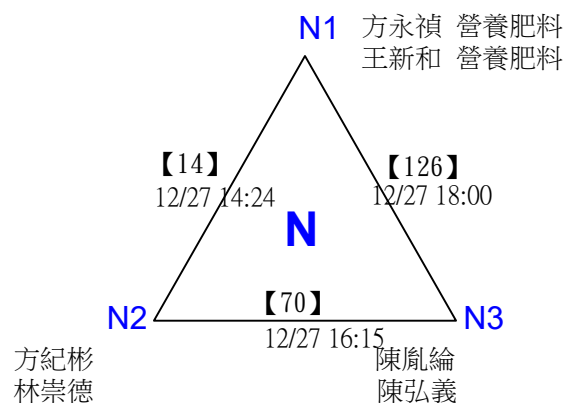 N1 方永禎 營養肥料
王新和 營養肥料
【14】
12/27 14:24
【126】
12/27 18:00
N
N2
【70】
12/27 16:15
N3
方紀彬
林崇德
陳胤綸
陳弘義